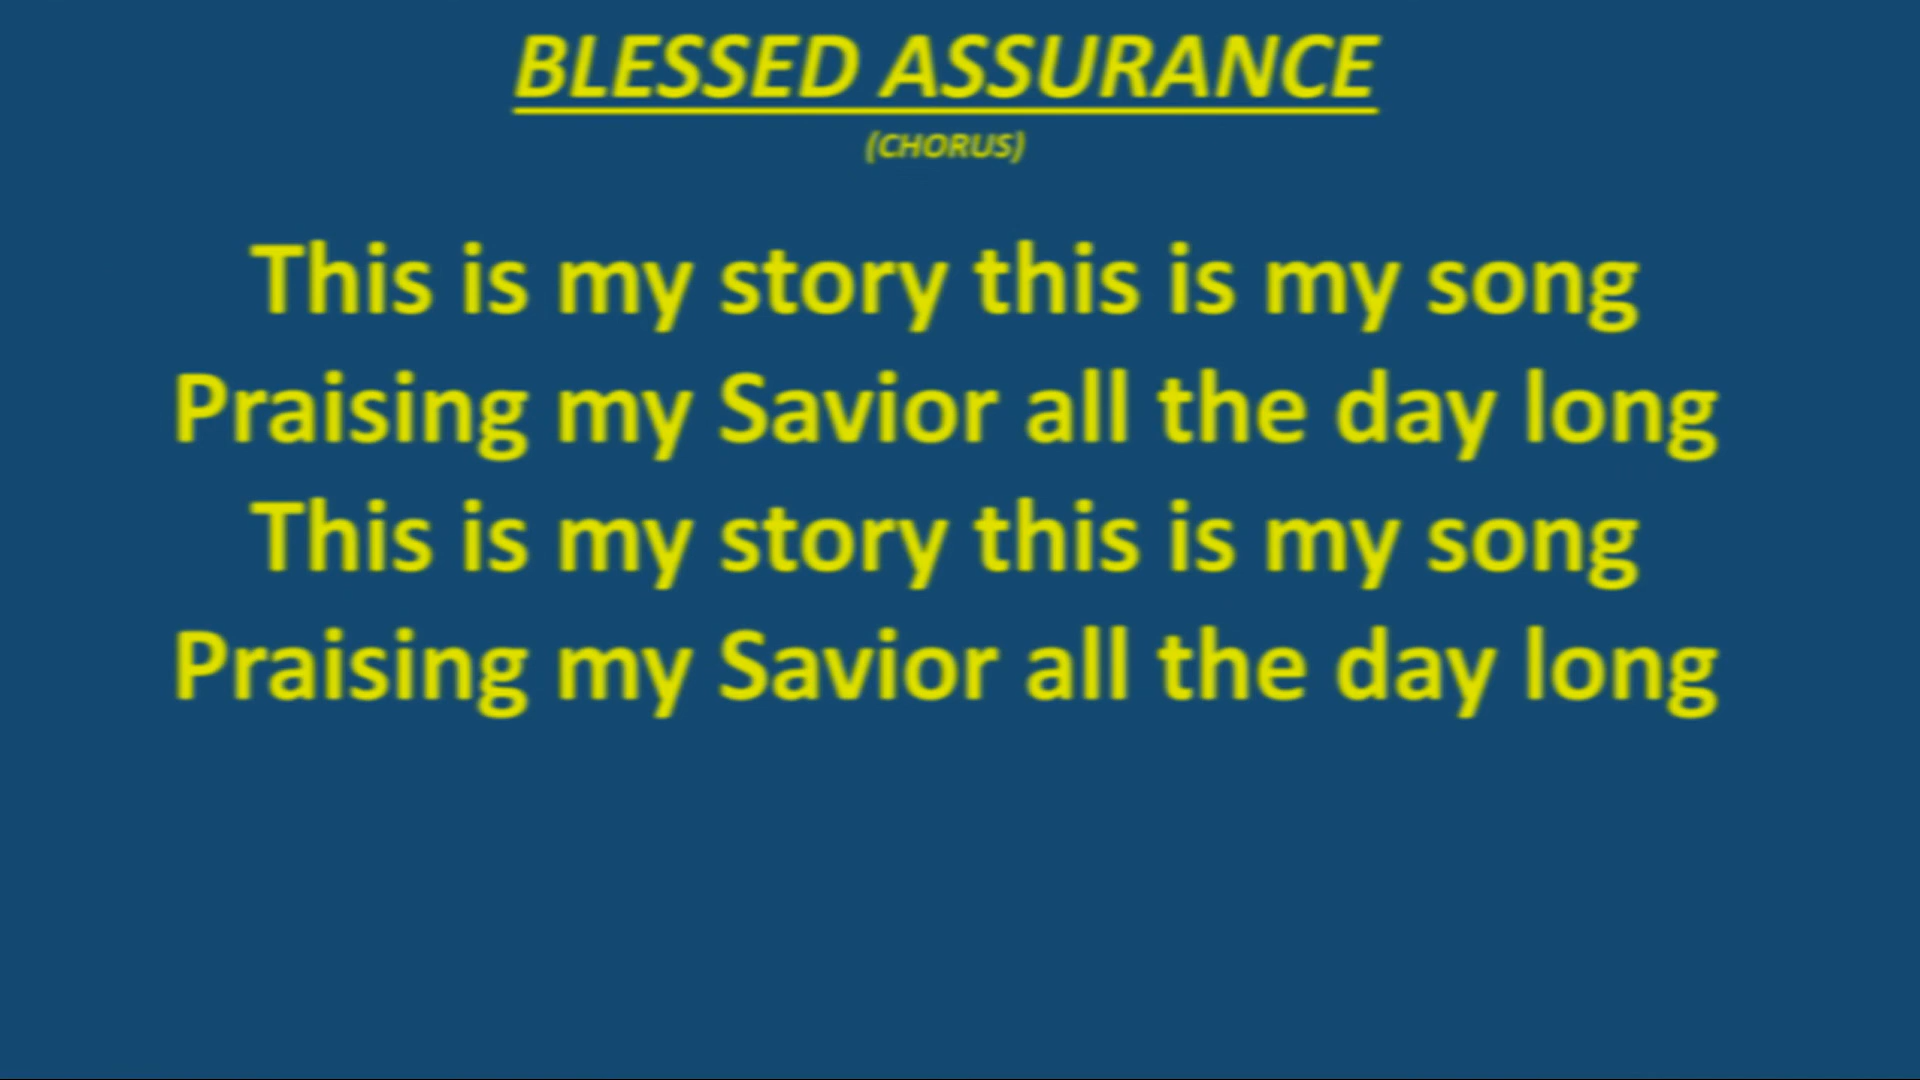 BLESSED ASSURANCE
(CHORUS)
This is my story this is my song
Praising my Savior all the day long
This is my story this is my song
Praising my Savior all the day long